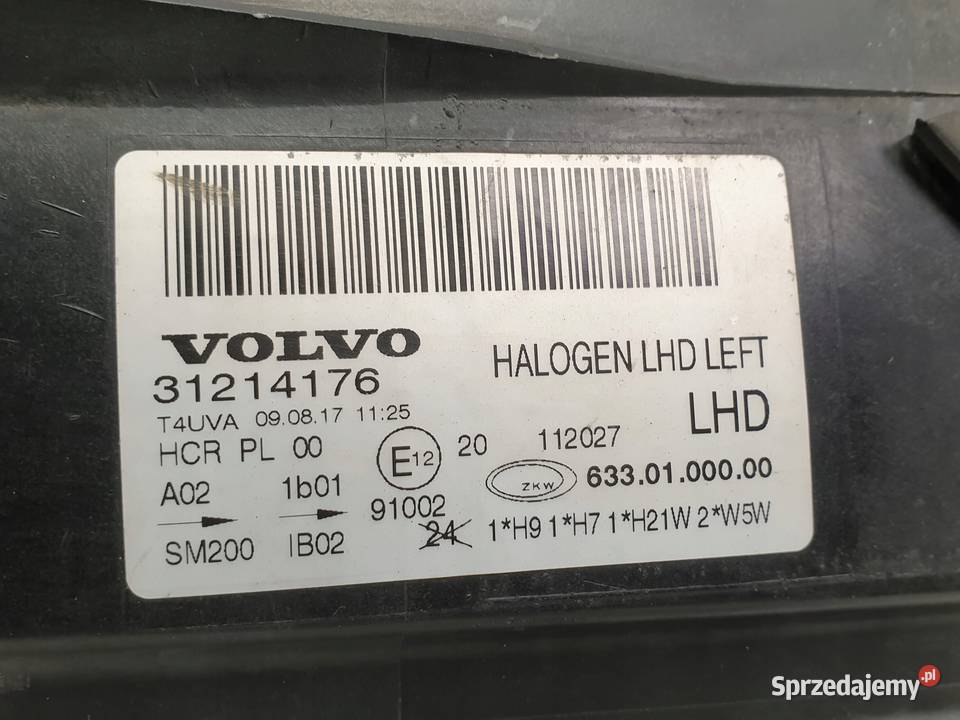 VOLVO
31214176
HALOGEN LHD LEFT
LHD
T4UVA 09.08.17 11:25
HCR PL 00
E12
20
112027
A02 1b01
91002
ZKW
633.01.000.00
SM200 IB02
24
1*H9 1*H7 1*H21W 2*W5W
Sprzedajemy.pl